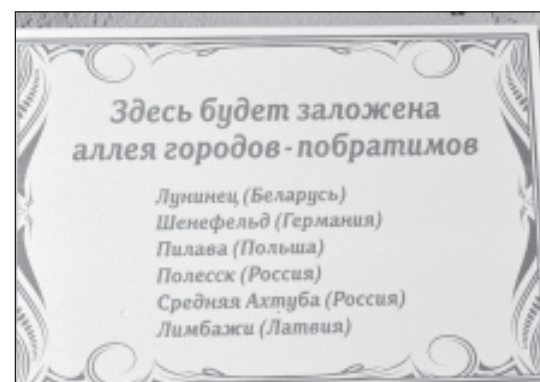 Здесь будет заложена
аллея городов-побратимов
Лунинец (Беларусь)
Шенефельд (Германия)
Пилава (Польша)
Полесск (Россия)
Средняя Ахтуба (Россия)
Лимбажи (Латвия)